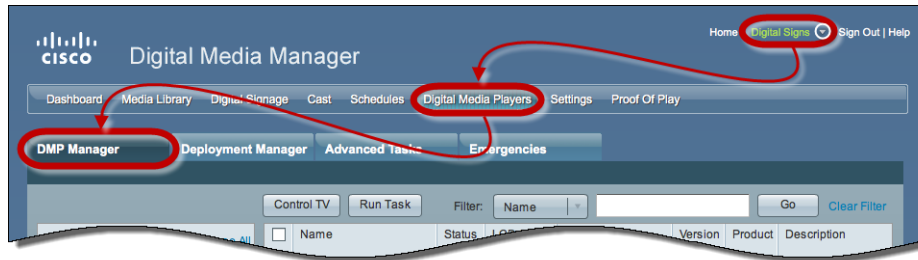 Home Digital Signs Sign Out | Help
cisco Digital Media Manager
Dashboard Media Library Digital Signage Cast Schedules Digital Media Players Settings Proof Of Play
DMP Manager Deployment Manager Advanced Tasks Emergencies
Control TV Run Task Filter: Name Go Clear Filter
All Name Status Version Product Description